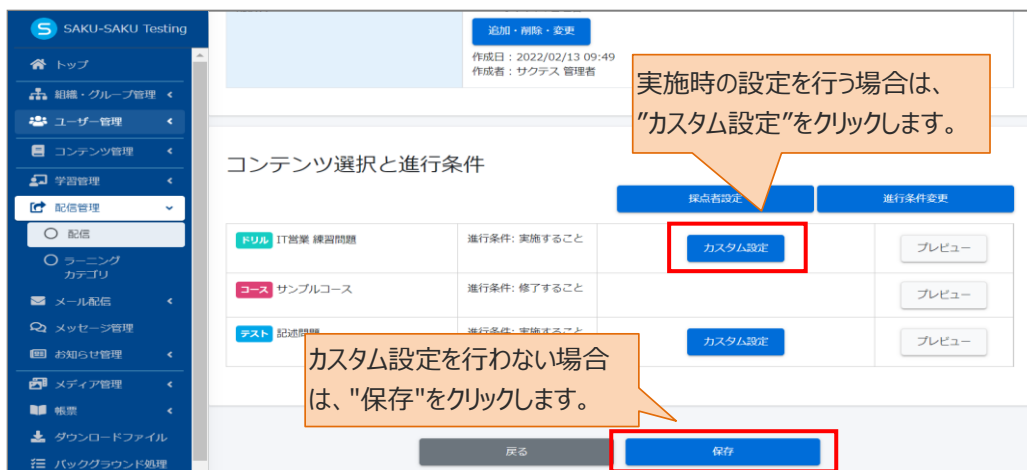 SAKU-SAKU Testing
トップ
組織・グループ管理
ユーザー管理
コンテンツ管理
学習管理
配信管理
配信
ラーニング
カテゴリ
メール配信
メッセージ管理
お知らせ管理
メディア管理
帳票
ダウンロードファイル
バックグラウンド処理
追加・削除・変更
作成日：2022/02/13 09:49
作成者：サクテス 管理者
実施時の設定を行う場合は、
”カスタム設定”をクリックします。
コンテンツ選択と進行条件
採点者設定
進行条件変更
ドリル IT営業 練習問題 進行条件: 実施すること カスタム設定 プレビュー
コース サンプルコース 進行条件: 修了すること プレビュー
テスト 記述問題 進行条件: 実施すること カスタム設定 プレビュー
カスタム設定を行わない場合
は、"保存"をクリックします。
戻る
保存